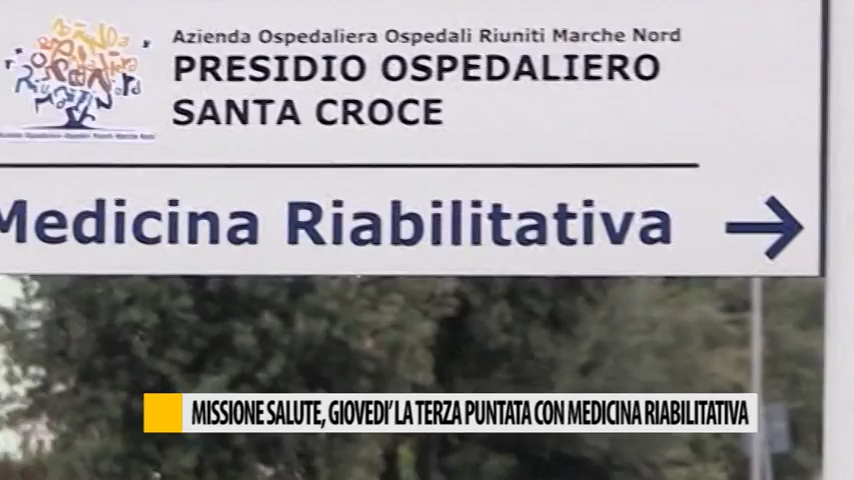 Azienda Ospedaliera Ospedali Riuniti Marche Nord
PRESIDIO OSPEDALIERO
SANTA CROCE
Medicina Riabilitativa
MISSIONE SALUTE, GIOVEDI' LA TERZA PUNTATA CON MEDICINA RIABILITATIVA